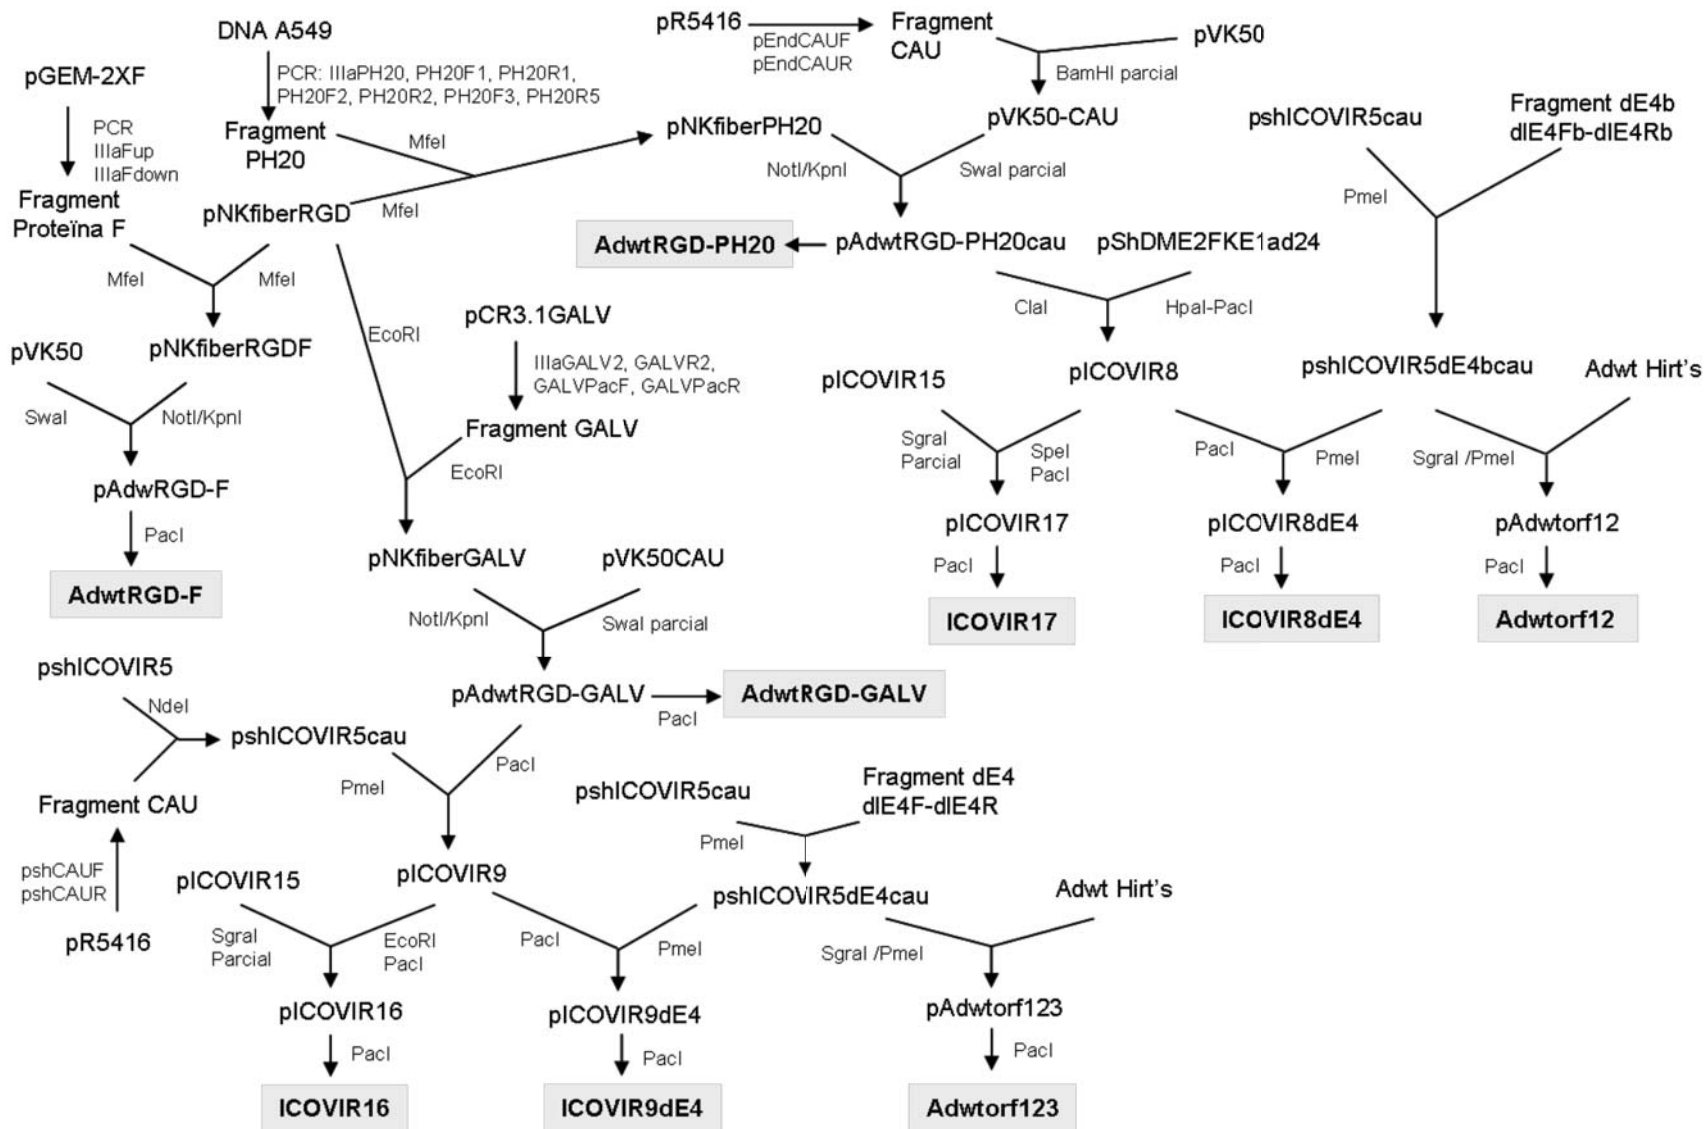 DNA A549
pR5416
pEndCAUF
pEndCAUR
Fragment
CAU
pVK50
BamHI parcial
pGEM-2XF
PCR: IIIaPH20, PH20F1, PH20R1,
PH20F2, PH20R2, PH20F3, PH20R5
PCR
IIIaFup
IIIaFdown
Fragment
PH20
MfeI
pNKfiberPH20
pVK50-CAU
pshICOVIR5cau
Fragment dE4b
dIE4Fb-dIE4Rb
NotI/KpnI
SwaI parcial
PmeI
Fragment
Proteïna F
pNKfiberRGD
MfeI
AdwtRGD-PH20
pAdwtRGD-PH20cau
pShDME2FKE1ad24
MfeI
MfeI
ClaI
HpaI-PacI
pCR3.1GALV
EcoRI
pVK50
pNKfiberRGDF
IIIaGALV2, GALVR2,
GALVPacF, GALVPacR
pICOVIR15
pICOVIR8
pshICOVIR5dE4bcau
Adwt Hirt's
SwaI
NotI/KpnI
Fragment GALV
EcoRI
SgraI
Parcial
SpeI
PacI
PacI
PmeI
SgraI /PmeI
pAdwRGD-F
PacI
pICOVIR17
pICOVIR8dE4
pAdwtorf12
pNKfiberGALV
pVK50CAU
PacI
PacI
PacI
AdwtRGD-F
NotI/KpnI
SwaI parcial
ICOVIR17
ICOVIR8dE4
Adwtorf12
pshICOVIR5
NdeI
pAdwtRGD-GALV
PacI
AdwtRGD-GALV
pshICOVIR5cau
PmeI
PacI
Fragment CAU
pshICOVIR5cau
Fragment dE4
dIE4F-dIE4R
PmeI
pshCAUF
pshCAUR
pICOVIR15
pICOVIR9
pshICOVIR5dE4cau
Adwt Hirt's
pR5416
SgraI
Parcial
EcoRI
PacI
PacI
PmeI
SgraI /PmeI
pICOVIR16
pICOVIR9dE4
pAdwtorf123
PacI
PacI
PacI
ICOVIR16
ICOVIR9dE4
Adwtorf123